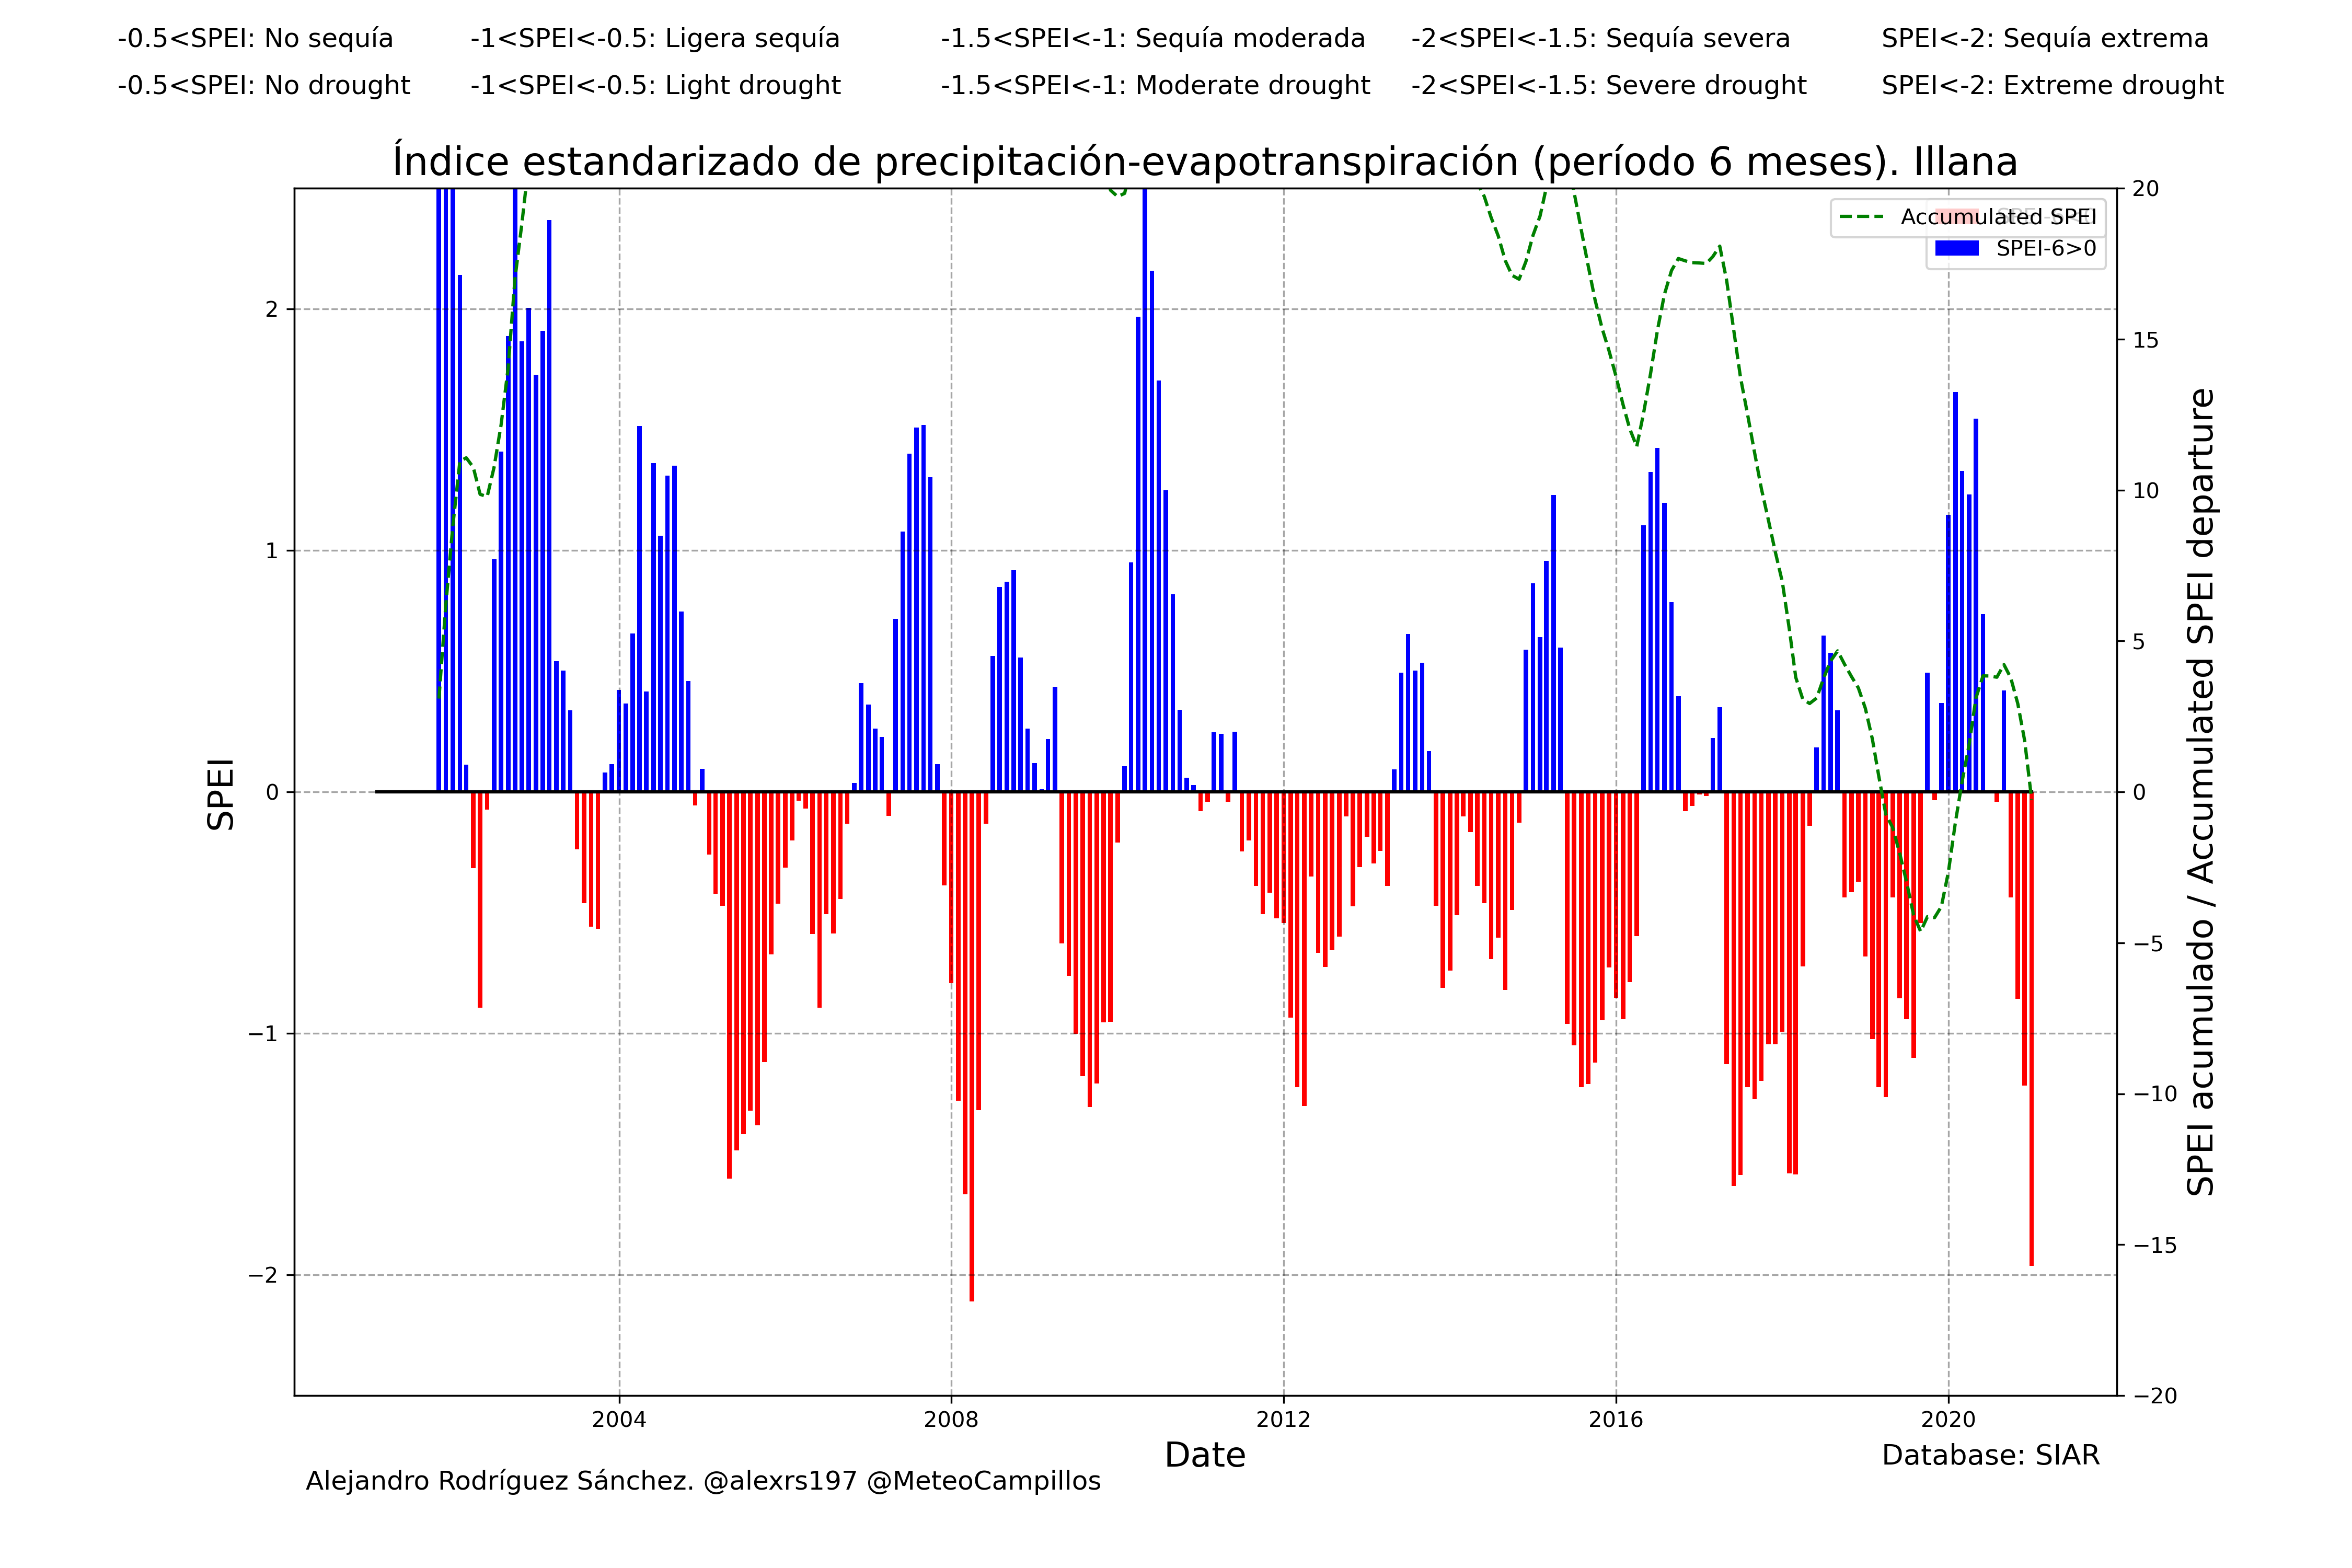 -0.5<SPEI: No sequía
-1<SPEI<-0.5: Ligera sequía
-1.5<SPEI<-1: Sequía moderada
-2<SPEI<-1.5: Sequía severa
SPEI<-2: Sequía extrema
-0.5<SPEI: No drought
-1<SPEI<-0.5: Light drought
-1.5<SPEI<-1: Moderate drought
-2<SPEI<-1.5: Severe drought
SPEI<-2: Extreme drought
Índice estandarizado de precipitación-evapotranspiración (período 6 meses). Illana
Accumulated SPEI
SPEI-6>0
SPEI
2
1
0
−1
−2
20
15
10
5
0
−5
−10
−15
−20
SPEI acumulado / Accumulated SPEI departure
2004
2008
2012
2016
2020
Date
Database: SIAR
Alejandro Rodríguez Sánchez. @alexrs197 @MeteoCampillos